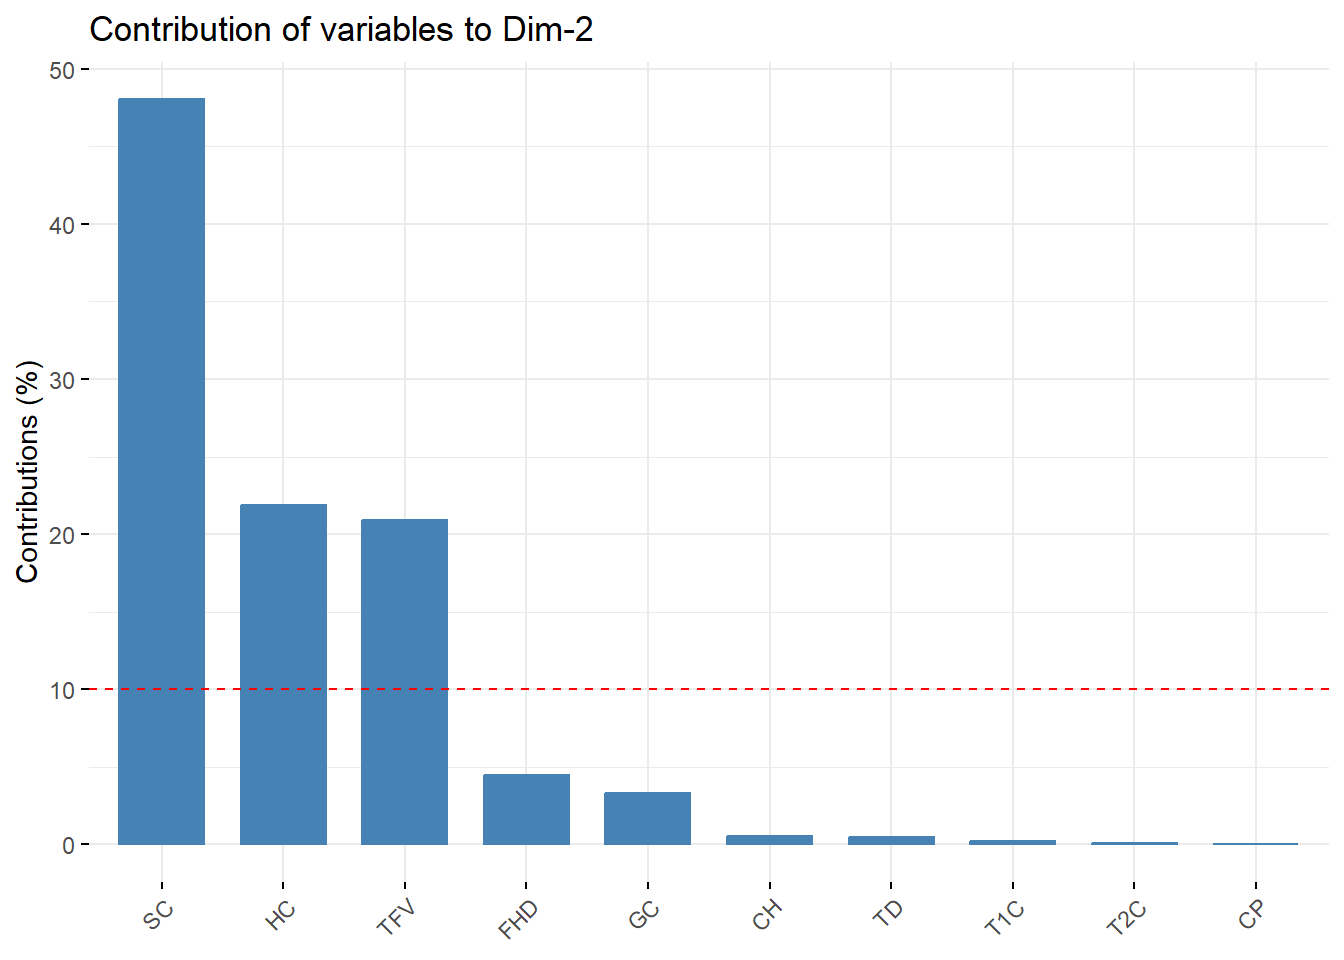 Contribution of variables to Dim-2
Contributions (%)
50
40
30
20
10
0
SC HC TFV FHD GC CH TD T1C T2C CP